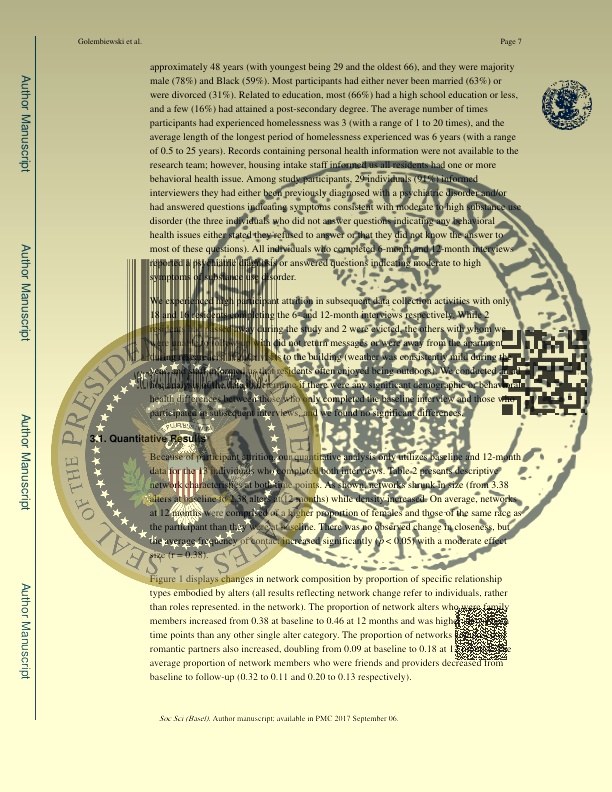 Golembiewski et al.
Page 7
approximately 48 years (with youngest being 29 and the oldest 66), and they were majority
male (78%) and Black (59%). Most participants had either never been married (63%) or
were divorced (31%). Related to education, most (66%) had a high school education or less,
and a few (16%) had attained a post-secondary degree. The average number of times
participants had experienced homelessness was 3 (with a range of 1 to 20 times), and the
average length of the longest period of homelessness experienced was 6 years (with a range
of 0.5 to 25 years). Records containing personal health information were not available to the
research team; however, housing intake staff informed us all residents had one or more
behavioral health issue. Among study participants, 29 individuals (91%) informed
interviewers they had either been previously diagnosed with a psychiatric disorder and/or
had answered questions indicating symptoms consistent with moderate to high substance use
disorder (the three individuals who did not answer questions indicating any behavioral
health issues either stated they refused to answer or that they did not know the answer to
most of these questions). All individuals who completed 6-month and 12-month interviews
reported a psychiatric diagnosis or answered questions indicating moderate to high
symptoms of substance use disorder.
We experienced high participant attrition in subsequent data collection activities with only
18 and 16 residents completing the 6- and 12-month interviews respectively. While 2
residents passed away during the study and 2 were evicted, the others with whom we
were unable to follow up with did not return messages or were away from the apartment
to the building (weather was consistently mild during the
year, and staff informed us that residents often enjoyed being outdoors). We conducted
if there were any significant demographic or behavioral
health differences between those who only completed the baseline interview and those who
participated in subsequent interviews, and we found no significant differences.
3.1. Quantitative Results
Because of participant attrition, our quantitative analysis only utilizes baseline and 12-month
data from the 13 individuals who completed both interviews. Table 2 presents descriptive
network characteristics at both time points. As shown, networks shrunk in size (from 3.38
alters at baseline to 2.38 alters at 12 months) while density increased. On average, networks
at 12 months were comprised of a higher proportion of females and those of the same race as
the participant than they were at baseline. There was no observed change in closeness, but
the average frequency of contact increased significantly (p < 0.05) with a moderate effect
size (r = 0.38).
Figure 1 displays changes in network composition by proportion of specific relationship
types embodied by alters (all results reflecting network change refer to individuals, rather
than roles represented. in the network). The proportion of network alters who were family
members increased from 0.38 at baseline to 0.46 at 12 months and was higher
time points than any other single alter category. The proportion of networks
romantic partners also increased, doubling from 0.09 at baseline to 0.18 at
average proportion of network members who were friends and providers decreased from
baseline to follow-up (0.32 to 0.11 and 0.20 to 0.13 respectively).
Soc Sci (Basel). Author manuscript; available in PMC 2017 September 06.
Author Manuscript
Author Manuscript
Author Manuscript
Author Manuscript
SEAL OF THE PRESIDENT
STATES